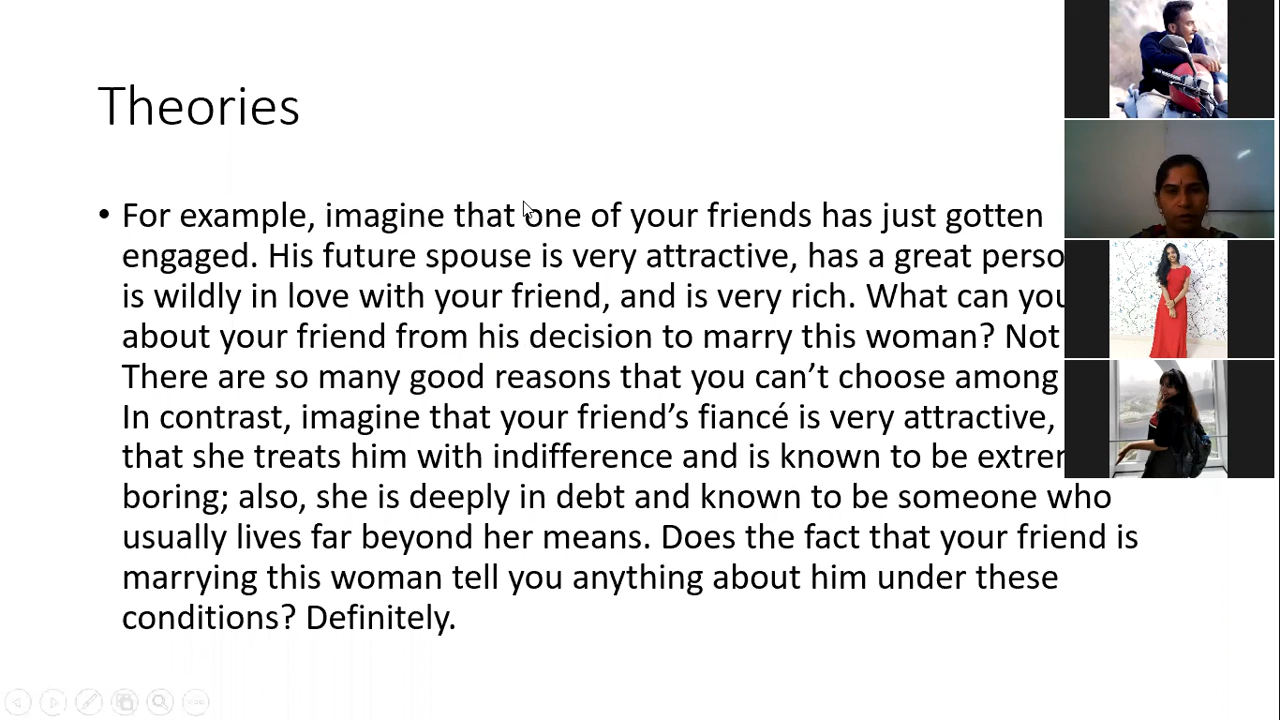 Theories
• For example, imagine that one of your friends has just gotten
engaged. His future spouse is very attractive, has a great
is wildly in love with your friend, and is very rich. What can
about your friend from his decision to marry this woman? Not
There are so many good reasons that you can’t choose among
In contrast, imagine that your friend’s fiancé is very attractive,
that she treats him with indifference and is known to be
boring; also, she is deeply in debt and known to be someone who
usually lives far beyond her means. Does the fact that your friend is
marrying this woman tell you anything about him under these
conditions? Definitely.